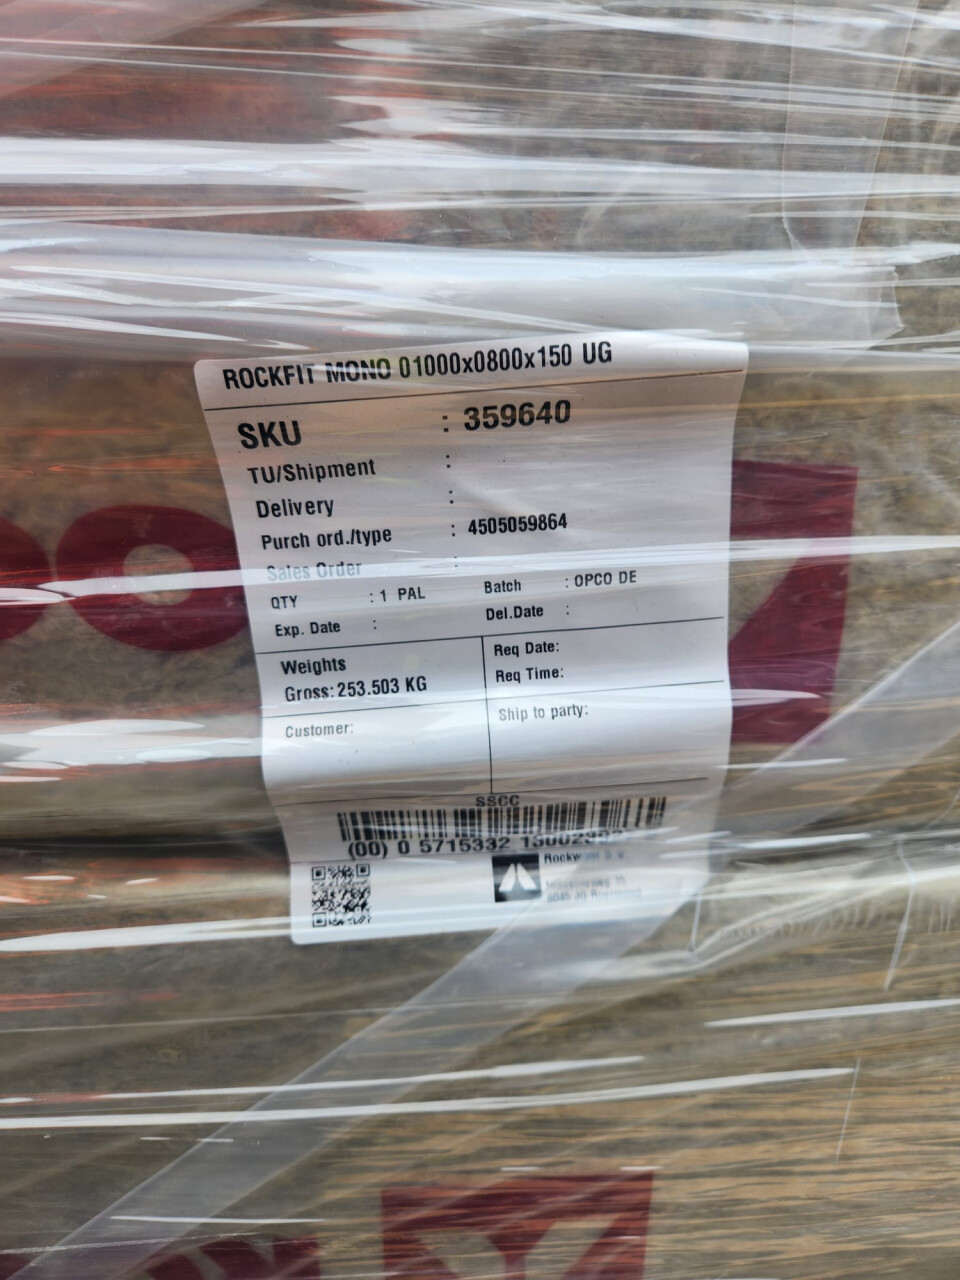 ROCKFIT MONO 01000x0800x150 UG
SKU : 359640
TU/Shipment :
Delivery :
Purch ord./type : 4505059864
Sales Order :
QTY : 1 PAL Batch : OPCO DE
Exp. Date : Del.Date :
Weights Req Date:
Gross: 253.503 KG Req Time:
Customer: Ship to party:
SSCC
(00) 0 5715332